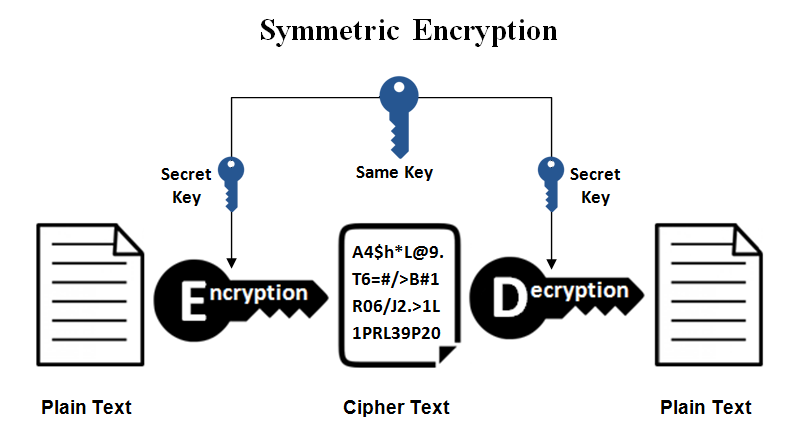 Symmetric Encryption
Secret
Key
Same Key
Secret
Key
Encryption
A4$h*L@9.
T6=#/>B#1
R06/J2.>1L
1PRL39P20
Decryption
Plain Text
Cipher Text
Plain Text